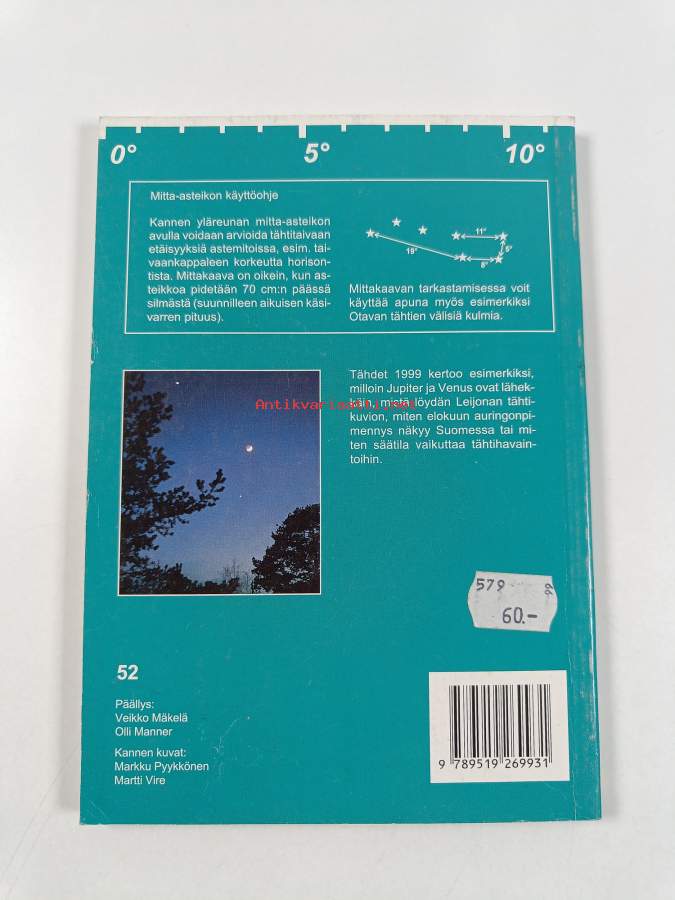 0° 5° 10°
Mitta-asteikon käyttöohje
Kannen yläreunan mitta-asteikon
avulla voidaan arvioida tähtitaivaan
etäisyyksiä astemitoissa, esim. tai-
vaankappaleen korkeutta horison-
tista. Mittakaava on oikein, kun as-
teikkoa pidetään 70 cm:n päässä
silmästä (suunnilleen aikuisen käsi-
varren pituus).
11°
19°
5°
6°
Mittakaavan tarkastamisessa voit
käyttää apuna myös esimerkiksi
Otavan tähtien välisiä kulmia.
Tähdet 1999 kertoo esimerkiksi,
milloin Jupiter ja Venus ovat lähek-
käin, mistä löydän Leijonan tähti-
kuvion, miten elokuun auringonpi-
mennys näkyy Suomessa tai mi-
ten säätila vaikuttaa tähtihavain-
toihin.
Antikvariaatti.net
579 99
60.-
52
Päällys:
Veikko Mäkelä
Olli Manner
Kannen kuvat:
Markku Pyykkönen
Martti Vire
9 789519 269931